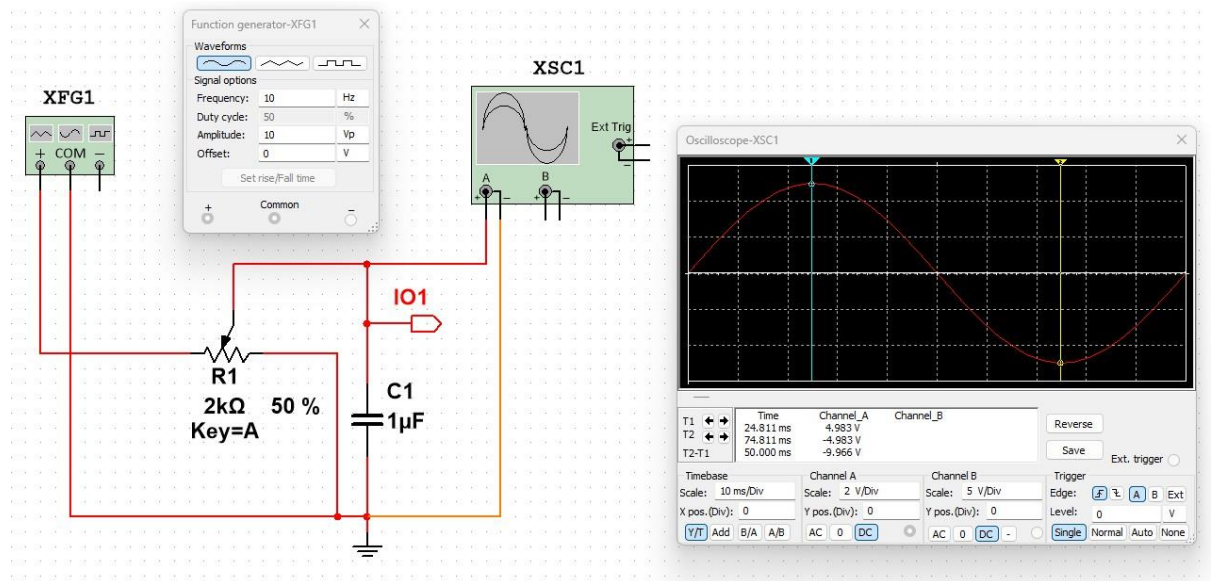 Function generator-XFG1
Waveforms
Signal options
Frequency: 10 Hz
Duty cycle: 50 %
Amplitude: 10 Vp
Offset: 0 V
Set rise/Fall time
+ Common −
XFG1
+ COM −
XSC1
Ext Trig
+
−
A B
+ − + −
IO1
R1
2kΩ 50 %
Key=A
C1
1µF
Oscilloscope-XSC1
1 2
Time Channel_A Channel_B
T1 24.811 ms 4.983 V
T2 74.811 ms -4.983 V
T2-T1 50.000 ms -9.966 V
Reverse
Save
Ext. trigger
Timebase
Scale: 10 ms/Div
X pos.(Div): 0
Y/T Add B/A A/B
Channel A
Scale: 2 V/Div
Y pos.(Div): 0
AC 0 DC
Channel B
Scale: 5 V/Div
Y pos.(Div): 0
AC 0 DC -
Trigger
Edge: A B Ext
Level: 0 V
Single Normal Auto None